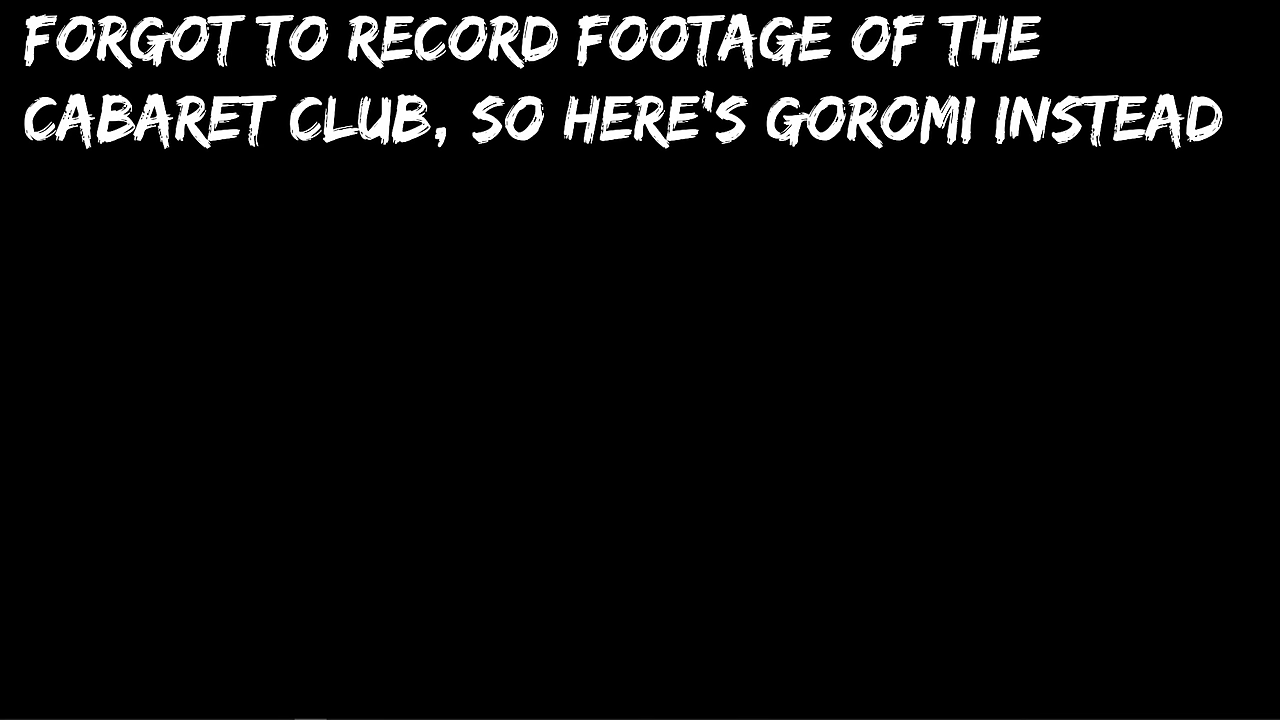 FORGOT TO RECORD FOOTAGE OF THE
CABARET CLUB, SO HERE'S GOROMI INSTEAD